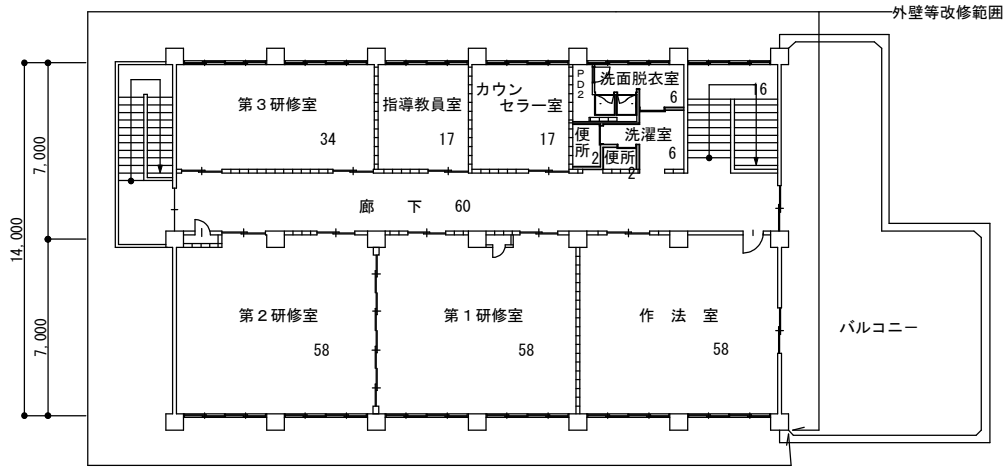 外壁等改修範囲
第3研修室
34
指導教員室
17
カウン
セラー室
17
PD2
洗面脱衣室
6
16
便所
2
洗濯室
6
便所
2
廊 下 60
7,000
14,000
7,000
第2研修室
58
第1研修室
58
作 法 室
58
バルコニー